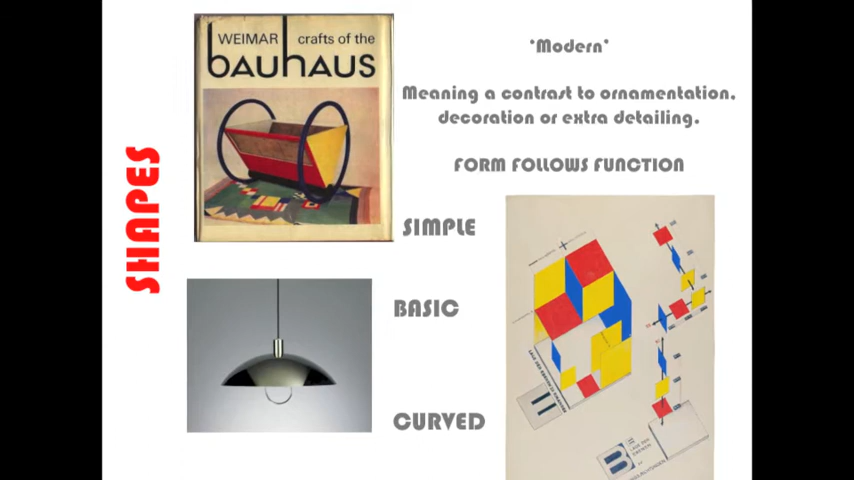 SHAPES
WEIMAR crafts of the
bauhaus
'Modern'
Meaning a contrast to ornamentation,
decoration or extra detailing.
FORM FOLLOWS FUNCTION
SIMPLE
BASIC
CURVED